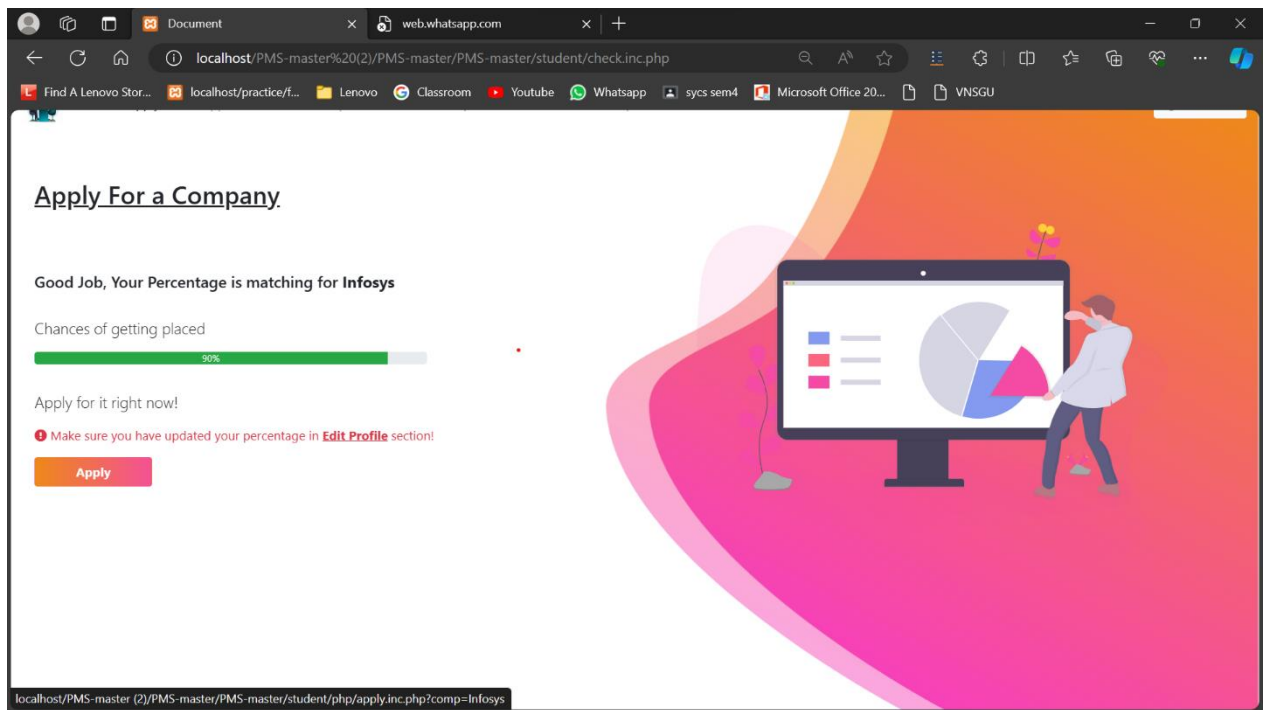 Document
web.whatsapp.com
localhost/PMS-master%20(2)/PMS-master/PMS-master/student/check.inc.php
Find A Lenovo Stor... localhost/practice/f... Lenovo Classroom Youtube Whatsapp sycs sem4 Microsoft Office 20... VNSGU
Apply For a Company
Good Job, Your Percentage is matching for Infosys
Chances of getting placed
90%
Apply for it right now!
Make sure you have updated your percentage in Edit Profile section!
Apply
localhost/PMS-master (2)/PMS-master/PMS-master/student/php/apply.inc.php?comp=Infosys